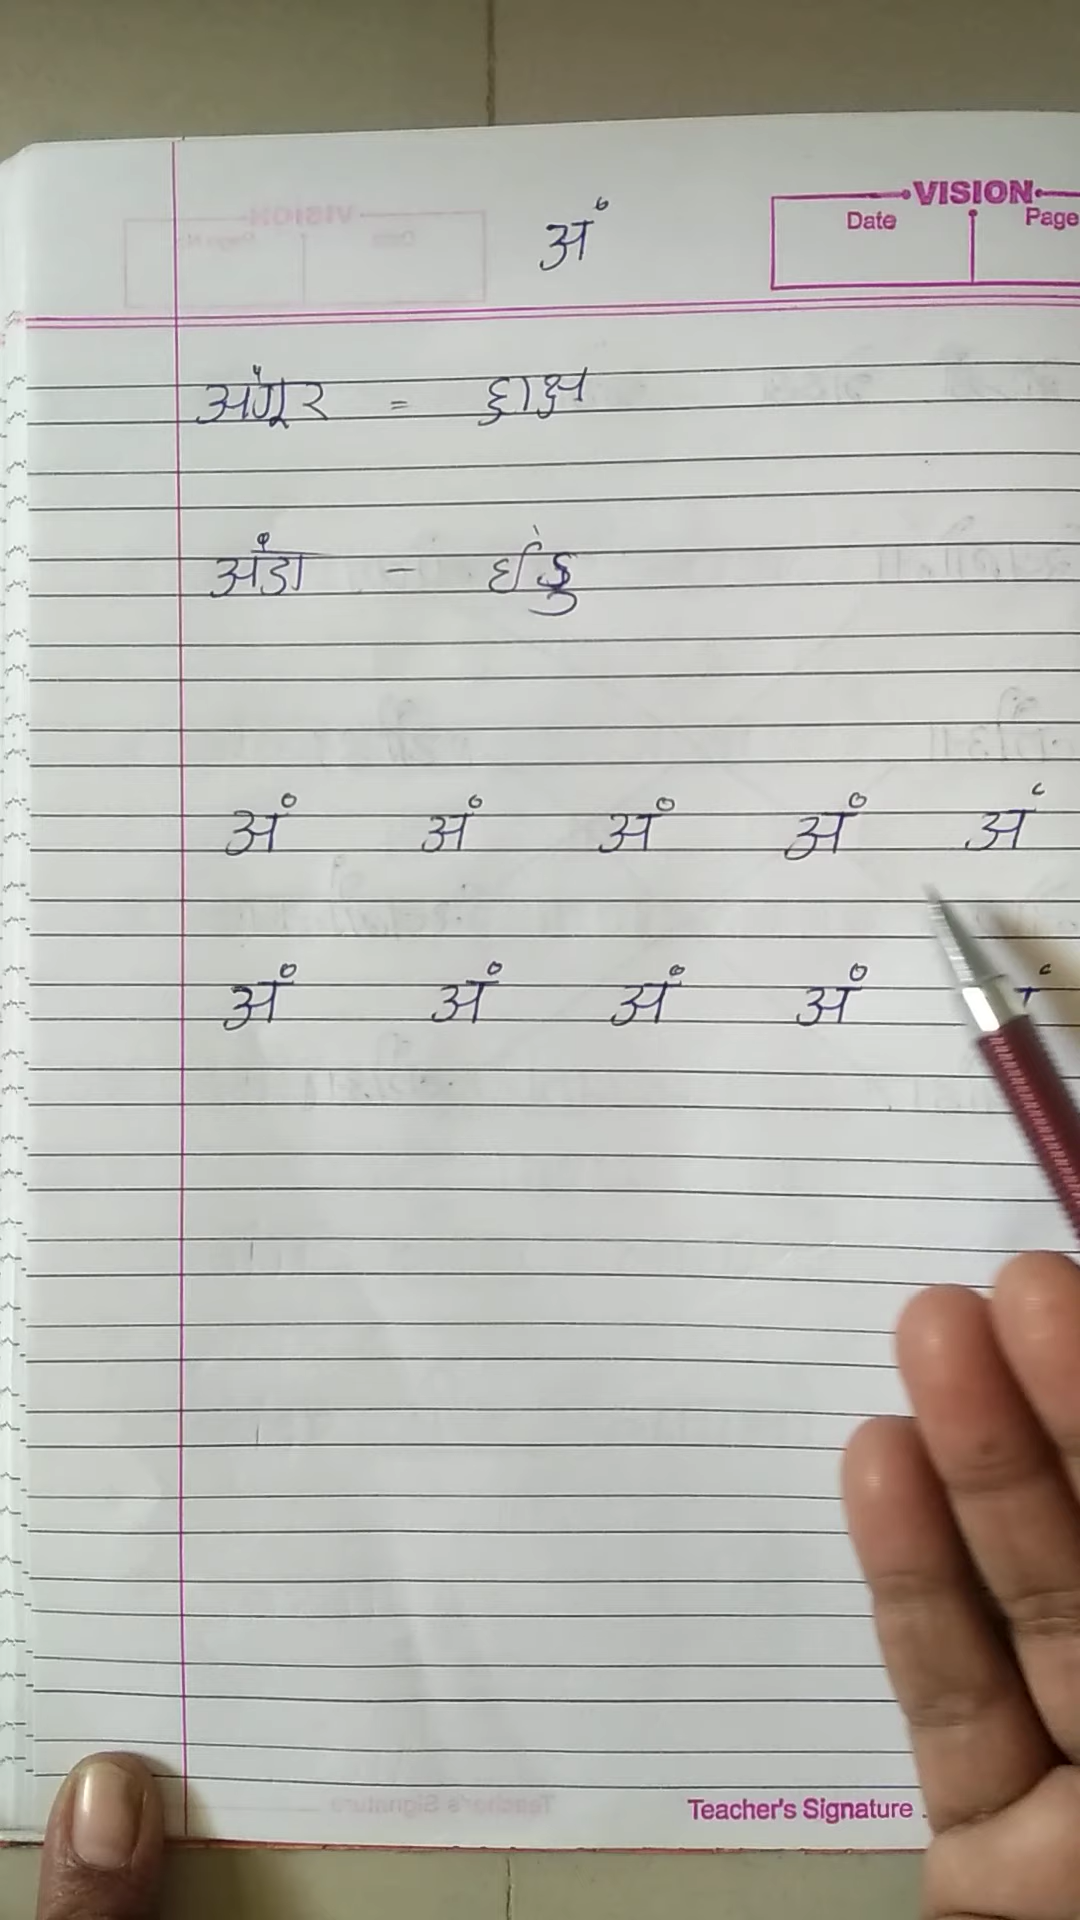 अं
VISION
Date Page
अंगूर = દ્રાક્ષ
अंडा - ઈંડુ
अं अं अं अं अं
अं अं अं अं
Teacher's Signature